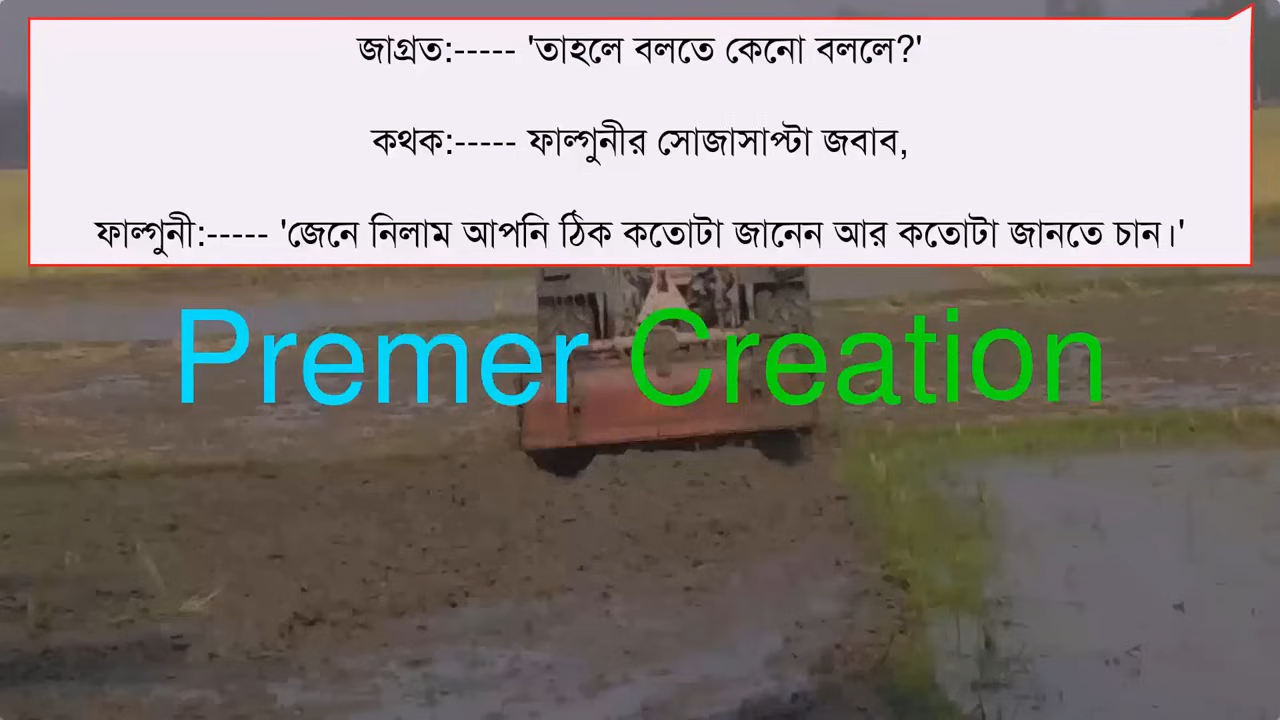 জাগ্রত:----- 'তাহলে বলতে কেনো বললে?'
কথক:----- ফাল্গুনীর সোজাসাপ্টা জবাব,
ফাল্গুনী:----- 'জেনে নিলাম আপনি ঠিক কতোটা জানেন আর কতোটা জানতে চান।'
Premer Creation